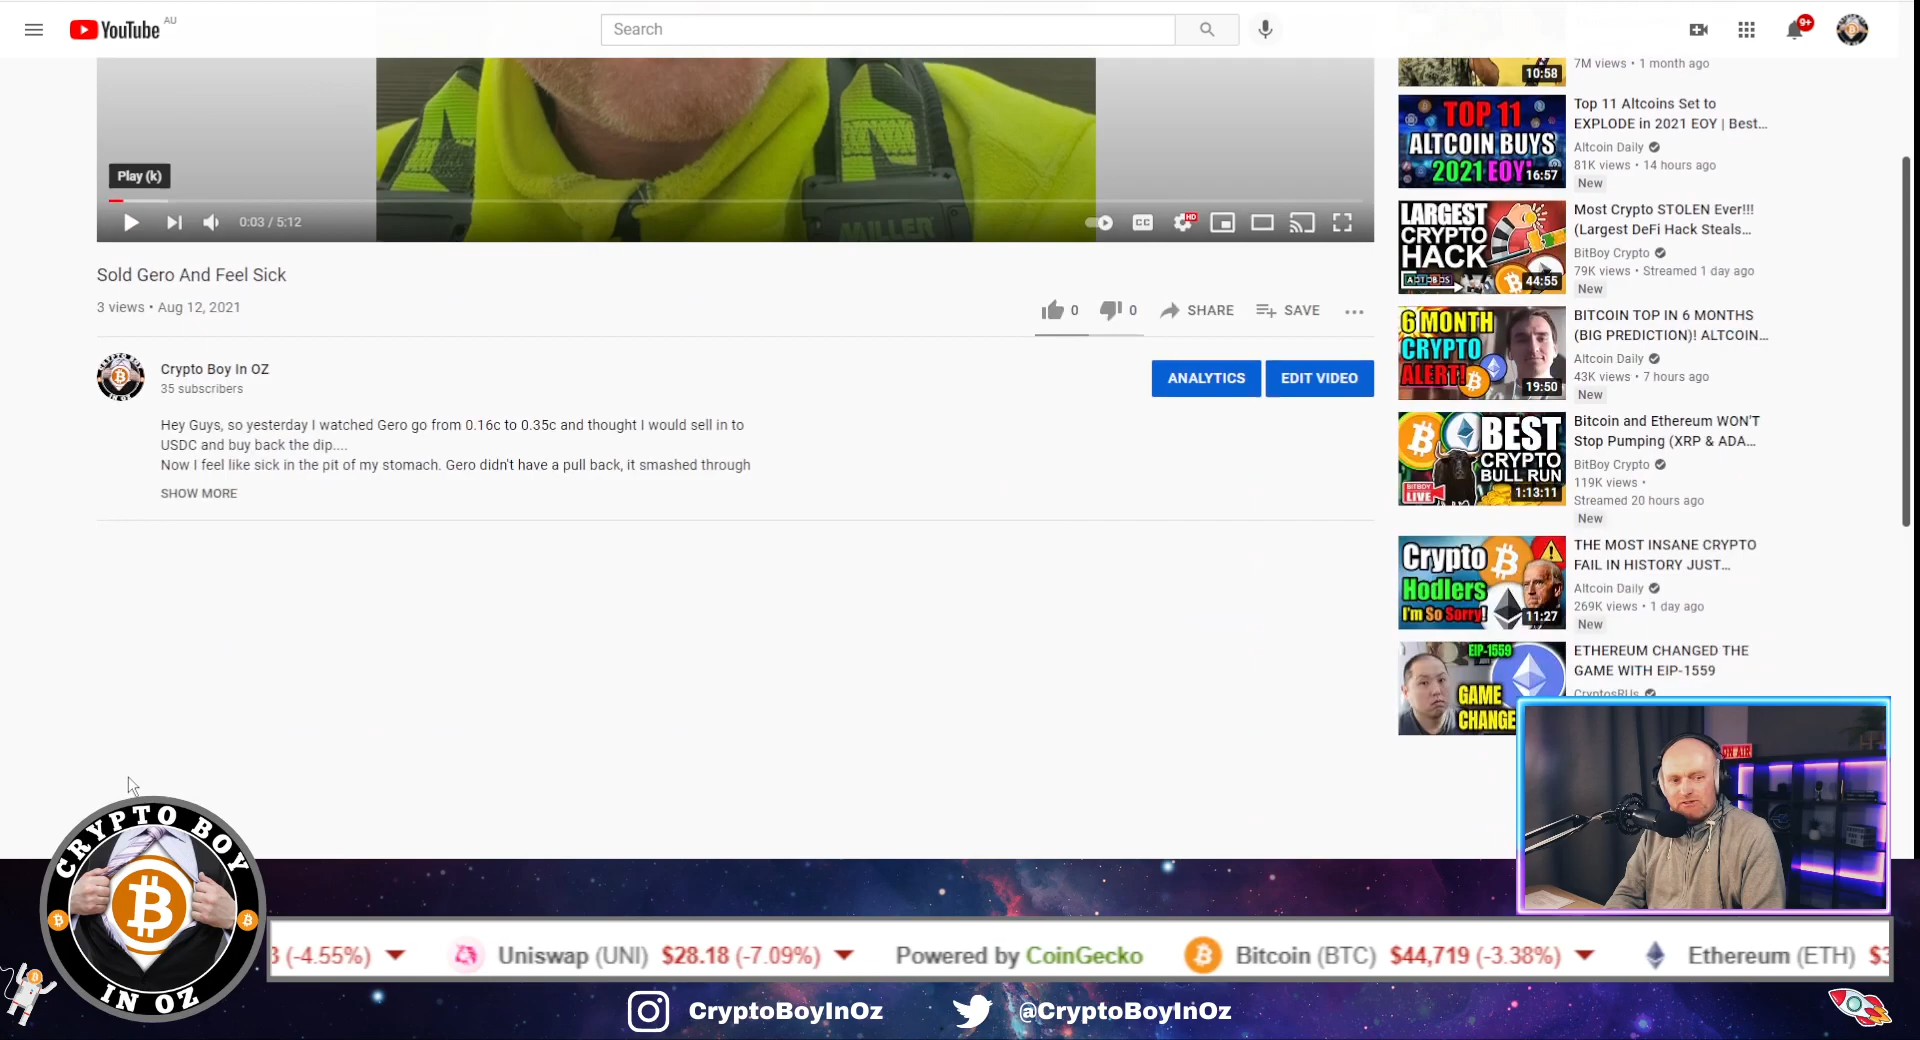 YouTube AU
Search
9+
Play (k)
0:03 / 5:12
CC
HD
MILLER
Sold Gero And Feel Sick
3 views • Aug 12, 2021
0
0
SHARE
SAVE
Crypto Boy In OZ
35 subscribers
ANALYTICS
EDIT VIDEO
Hey Guys, so yesterday I watched Gero go from 0.16c to 0.35c and thought I would sell in to
USDC and buy back the dip....
Now I feel like sick in the pit of my stomach. Gero didn't have a pull back, it smashed through
SHOW MORE
10:58
7M views • 1 month ago
TOP 11
ALTCOIN BUYS
2021 EOY!
16:57
Top 11 Altcoins Set to
EXPLODE in 2021 EOY | Best...
Altcoin Daily
81K views • 14 hours ago
New
LARGEST
CRYPTO
HACK
44:55
Most Crypto STOLEN Ever!!!
(Largest DeFi Hack Steals...
BitBoy Crypto
79K views • Streamed 1 day ago
New
6 MONTH
CRYPTO
ALERT!
19:50
BITCOIN TOP IN 6 MONTHS
(BIG PREDICTION)! ALTCOIN...
Altcoin Daily
43K views • 7 hours ago
New
BEST
CRYPTO
BULL RUN
BITBOY
LIVE
1:13:11
Bitcoin and Ethereum WON'T
Stop Pumping (XRP & ADA...
BitBoy Crypto
119K views •
Streamed 20 hours ago
New
Crypto
Hodlers
I'm So Sorry!
11:27
THE MOST INSANE CRYPTO
FAIL IN HISTORY JUST...
Altcoin Daily
269K views • 1 day ago
New
EIP-1559
GAME
CHANGE
ETHEREUM CHANGED THE
GAME WITH EIP-1559
CryptosRUs
ON AIR
CRYPTO BOY
IN OZ
3 (-4.55%)
Uniswap (UNI) $28.18 (-7.09%)
Powered by CoinGecko
Bitcoin (BTC) $44,719 (-3.38%)
Ethereum (ETH) $3
CryptoBoyInOz
@CryptoBoyInOz